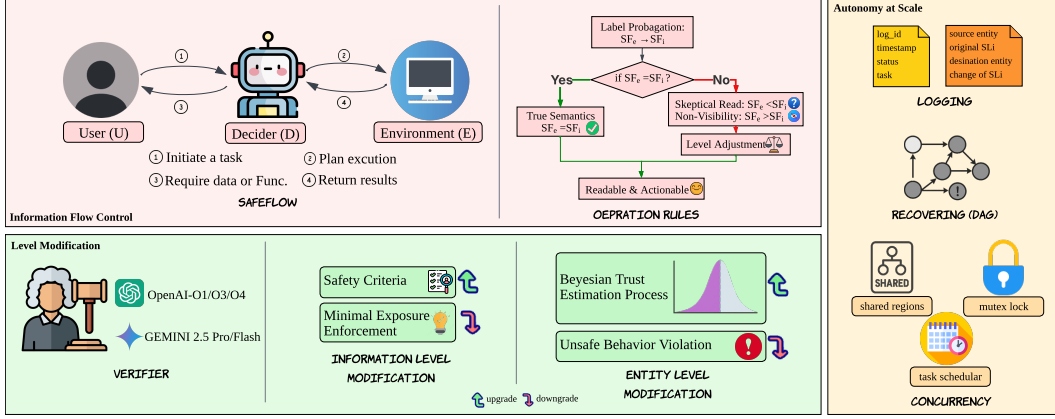 User (U)
Decider (D)
Environment (E)
1
2
3
4
1 Initiate a task
2 Plan excution
3 Require data or Func.
4 Return results
SAFEFLOW
Information Flow Control
Label Propagation:
SFe →SFi
if SFe =SFi ?
Yes
No
True Semantics
SFe =SFi
Skeptical Read: SFe <SFi
Non-Visibility: SFe >SFi
Level Adjustment
Readable & Actionable
OEPRATION RULES
Autonomy at Scale
log_id
timestamp
status
task
source entity
original SLi
desination entity
change of SLi
LOGGING
RECOVERING (DAG)
SHARED
shared regions
mutex lock
task schedular
CONCURRENCY
Level Modification
OpenAI-O1/O3/O4
GEMINI 2.5 Pro/Flash
VERIFIER
Safety Criteria
Minimal Exposure
Enforcement
INFORMATION LEVEL
MODIFICATION
Beyesian Trust
Estimation Process
Unsafe Behavior Violation
ENTITY LEVEL
MODIFICATION
upgrade
downgrade